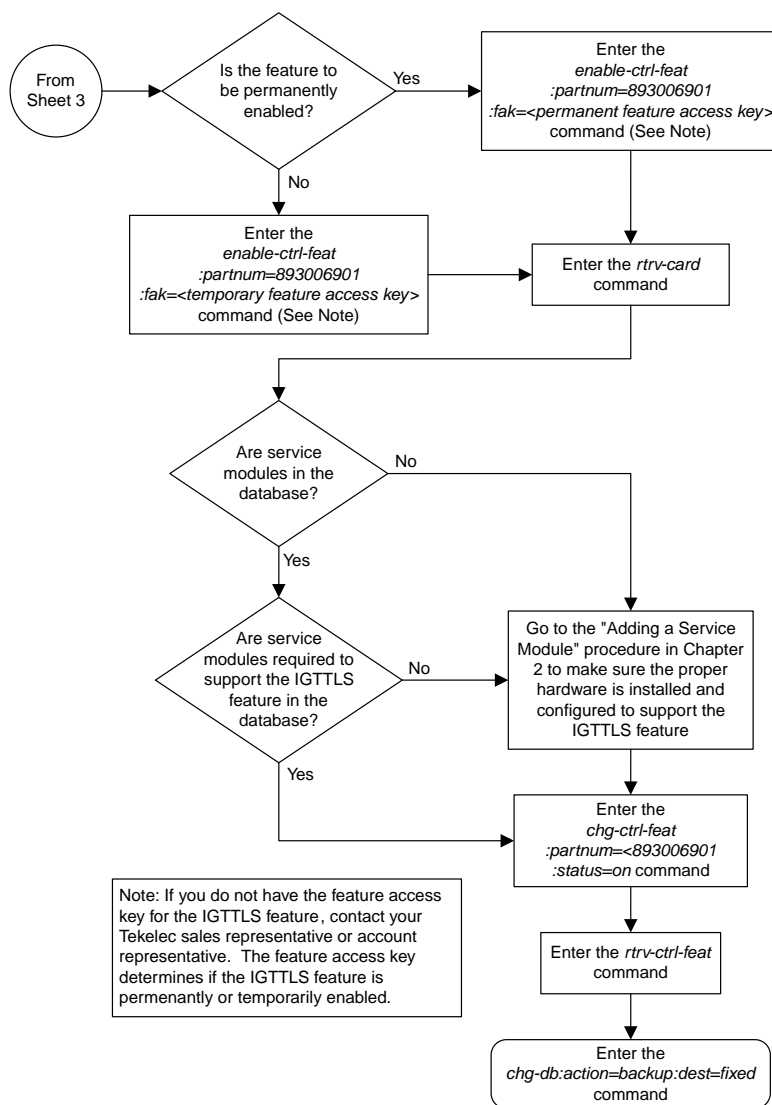 From
Sheet 3
Is the feature to
be permanently
enabled?
Yes
Enter the
enable-ctrl-feat
:partnum=893006901
:fak=<permanent feature access key>
command (See Note)
No
Enter the
enable-ctrl-feat
:partnum=893006901
:fak=<temporary feature access key>
command (See Note)
Enter the rtrv-card
command
Are service
modules in the
database?
No
Yes
Are service
modules required to
support the IGTTLS
feature in the
database?
No
Yes
Go to the "Adding a Service
Module" procedure in Chapter
2 to make sure the proper
hardware is installed and
configured to support the
IGTTLS feature
Enter the
chg-ctrl-feat
:partnum=<893006901
:status=on command
Note: If you do not have the feature access
key for the IGTTLS feature, contact your
Tekelec sales representative or account
representative. The feature access key
determines if the IGTTLS feature is
permenantly or temporarily enabled.
Enter the rtrv-ctrl-feat
command
Enter the
chg-db:action=backup:dest=fixed
command